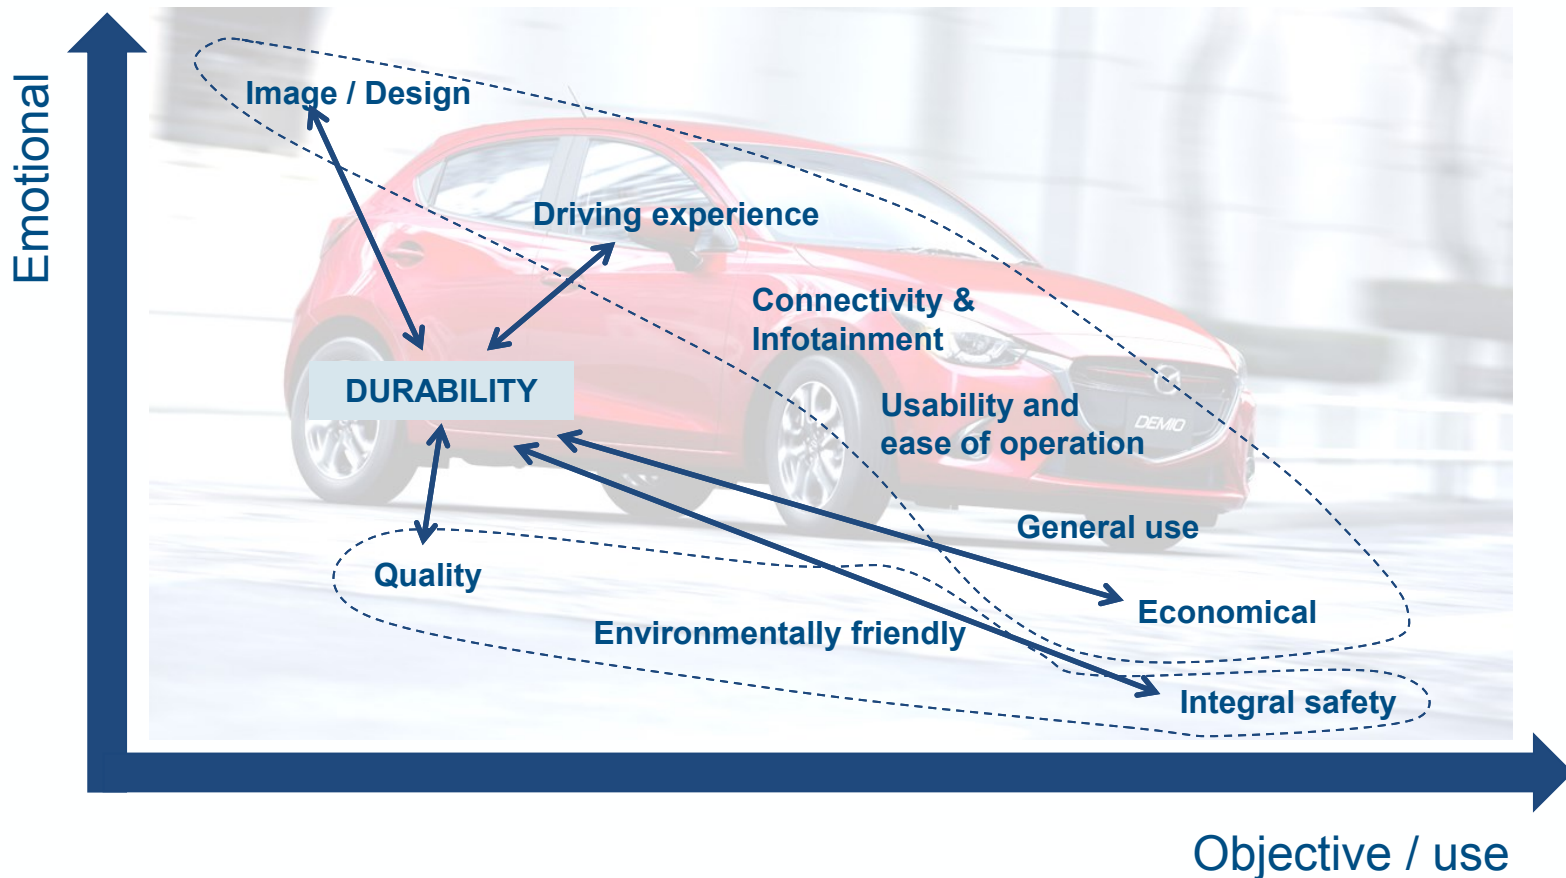 Emotional
Image / Design
Driving experience
Connectivity &
Infotainment
DURABILITY
Usability and
ease of operation
DEMIO
General use
Quality
Economical
Environmentally friendly
Integral safety
Objective / use